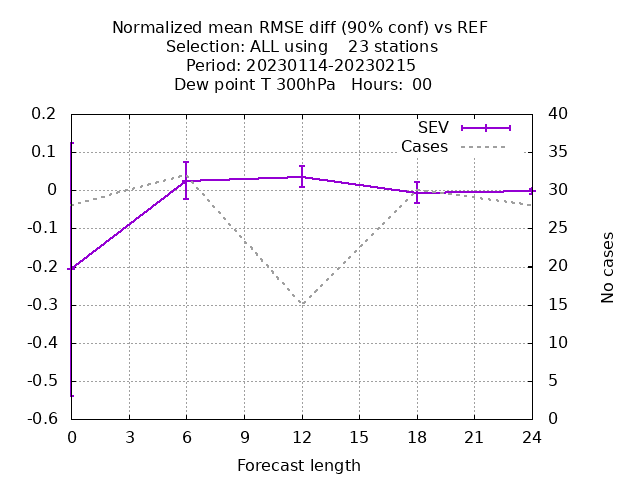 Normalized mean RMSE diff (90% conf) vs REF
Selection: ALL using    23 stations
Period: 20230114-20230215
Dew point T 300hPa   Hours: 00
SEV
Cases
0.2
0.1
0
-0.1
-0.2
-0.3
-0.4
-0.5
-0.6
40
35
30
25
20
15
10
5
0
No cases
0 3 6 9 12 15 18 21 24
Forecast length